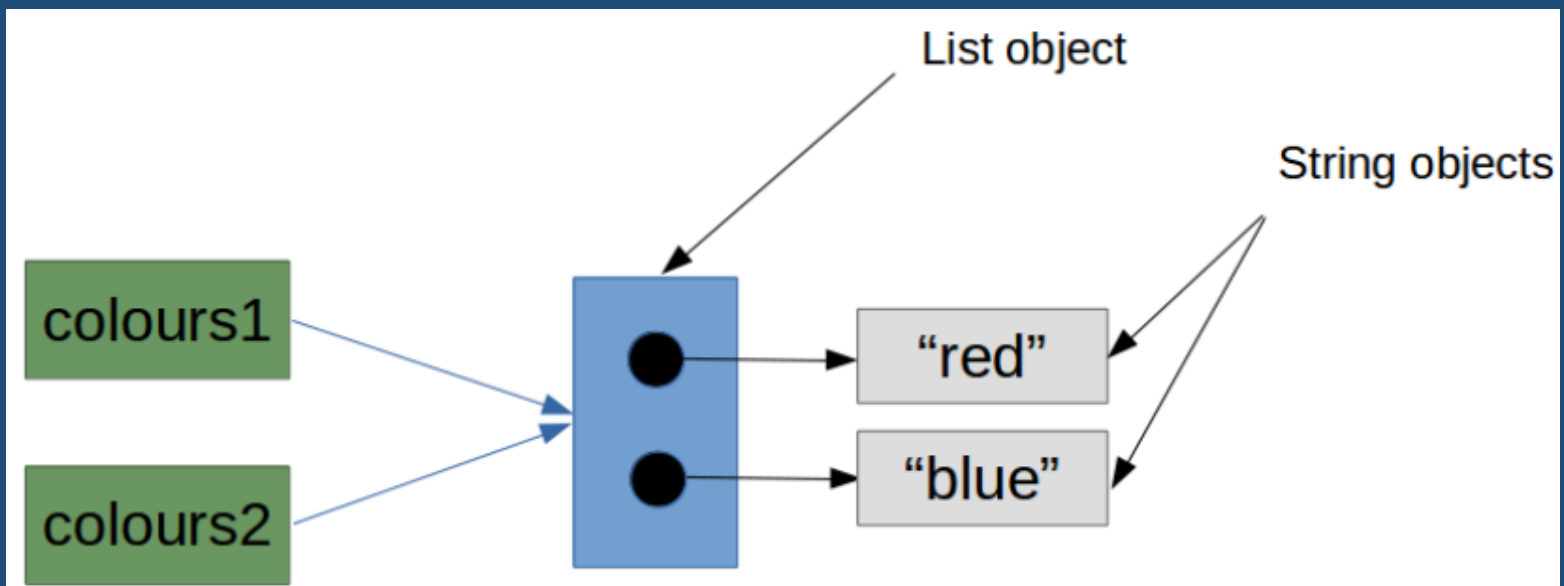 List object
String objects
colours1
“red”
“blue”
colours2